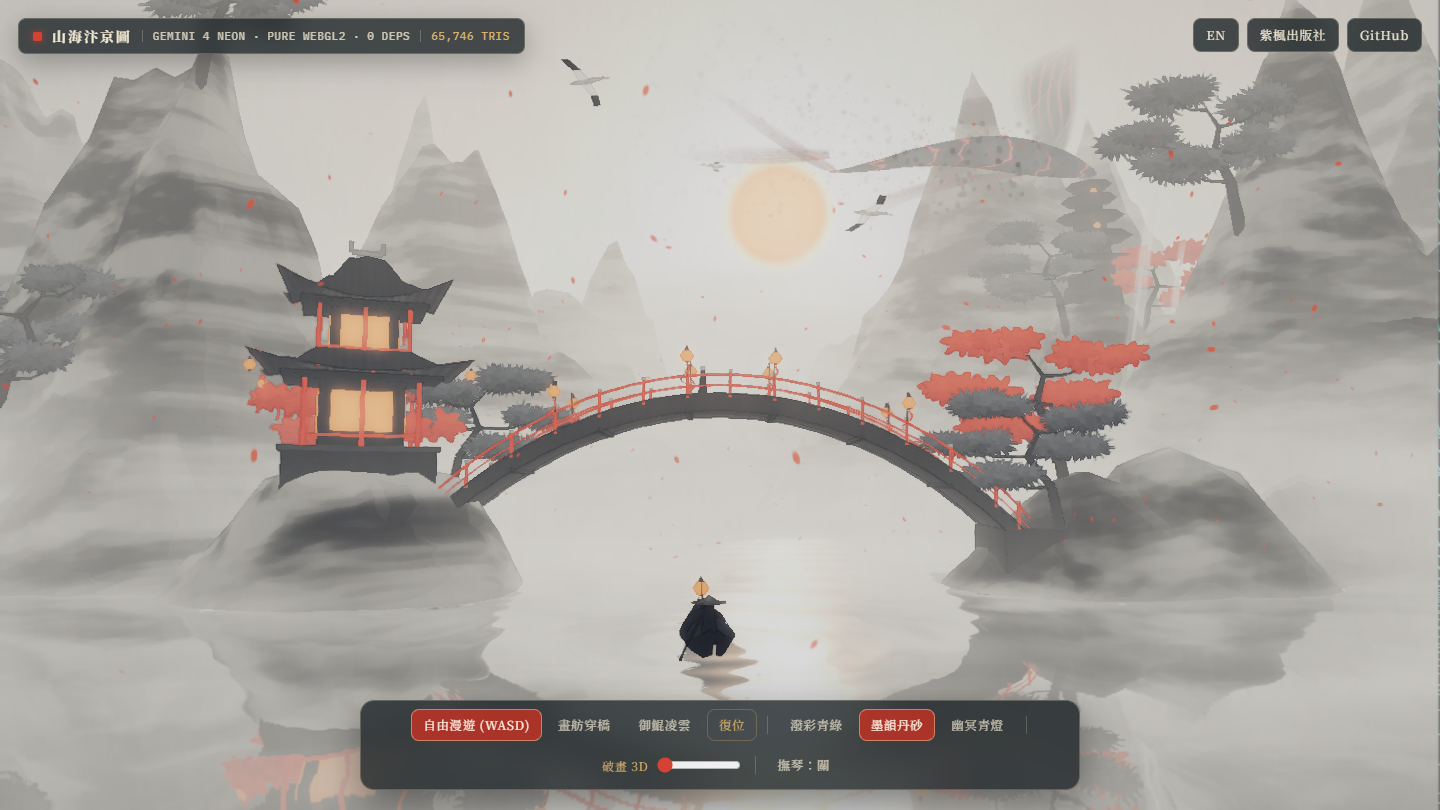 山海汴京圖 GEMINI 4 NEON · PURE WEBGL2 · 0 DEPS 65,746 TRIS
EN 紫楓出版社 GitHub
自由漫遊 (WASD) 畫舫穿橋 御鯤凌雲 復位 潑彩青綠 墨韻丹砂 幽冥青燈
破畫 3D 撫琴：關